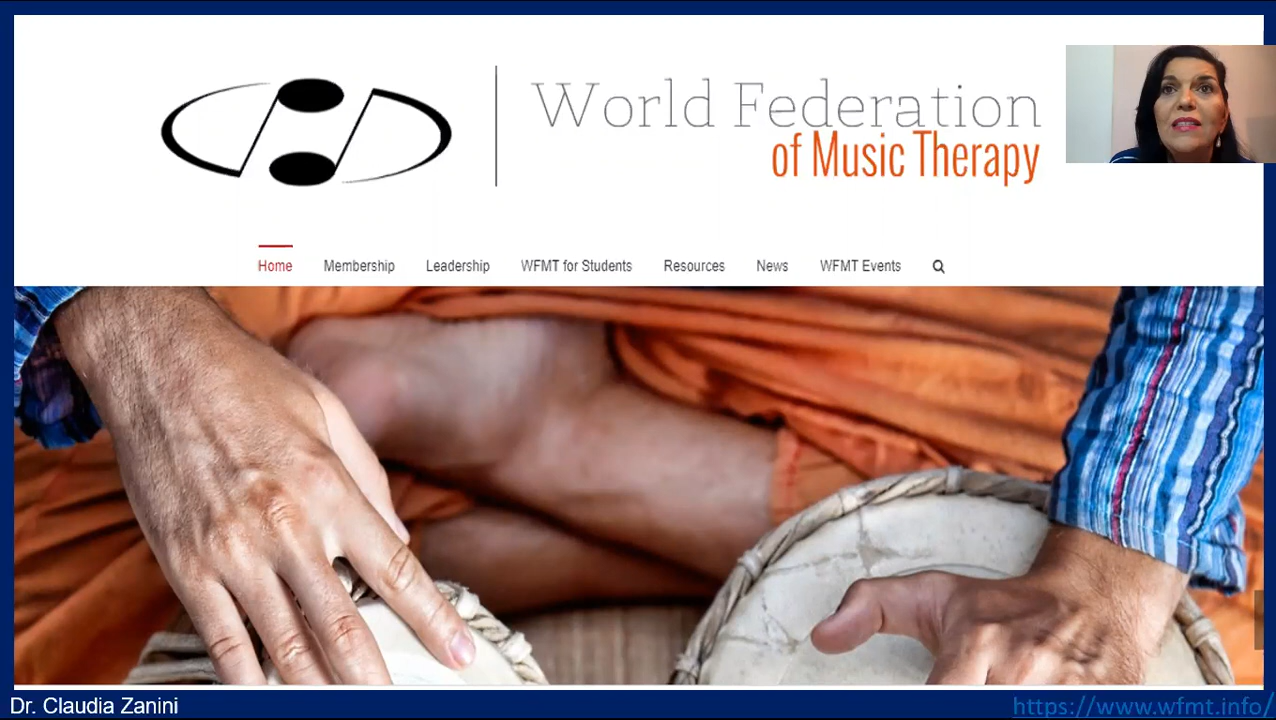 World Federation
of Music Therapy
Home Membership Leadership WFMT for Students Resources News WFMT Events
Dr. Claudia Zanini
https://www.wfmt.info/